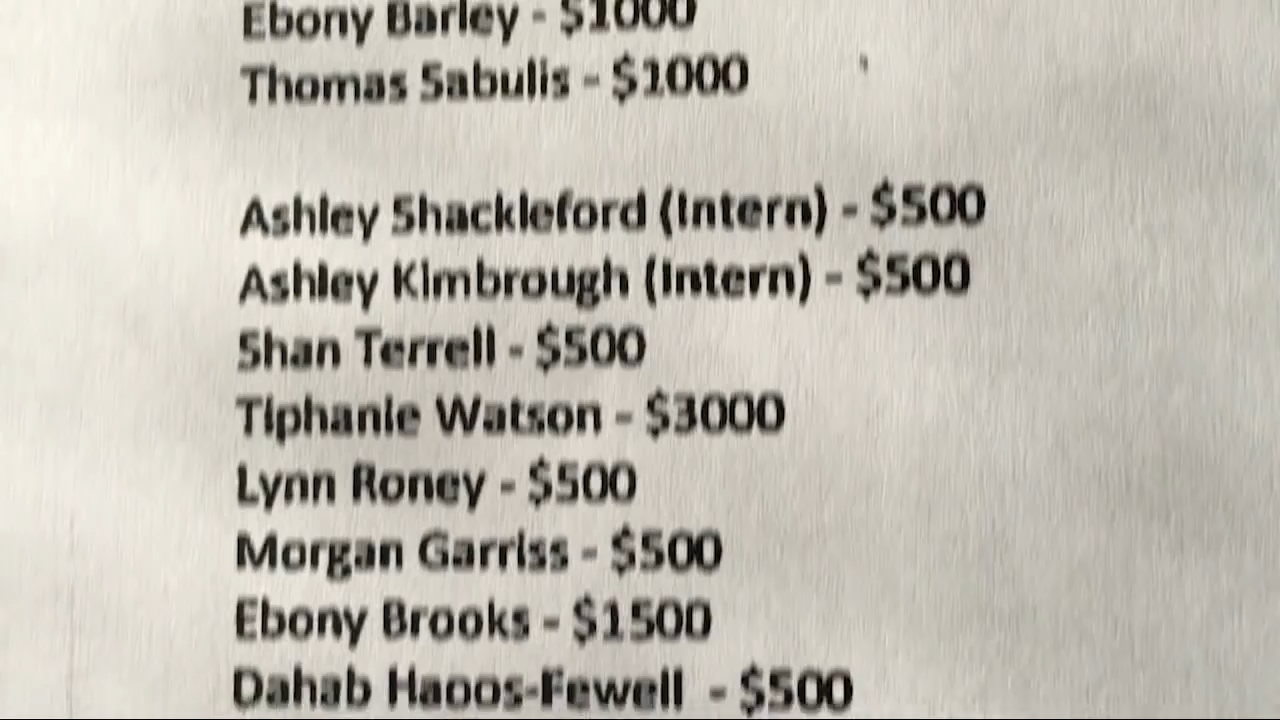 Ebony Barley - $1000
Thomas Sabulis - $1000
Ashley Shackleford (Intern) - $500
Ashley Kimbrough (Intern) - $500
Shan Terrell - $500
Tiphanie Watson - $3000
Lynn Roney - $500
Morgan Garriss - $500
Ebony Brooks - $1500
Dahab - $500